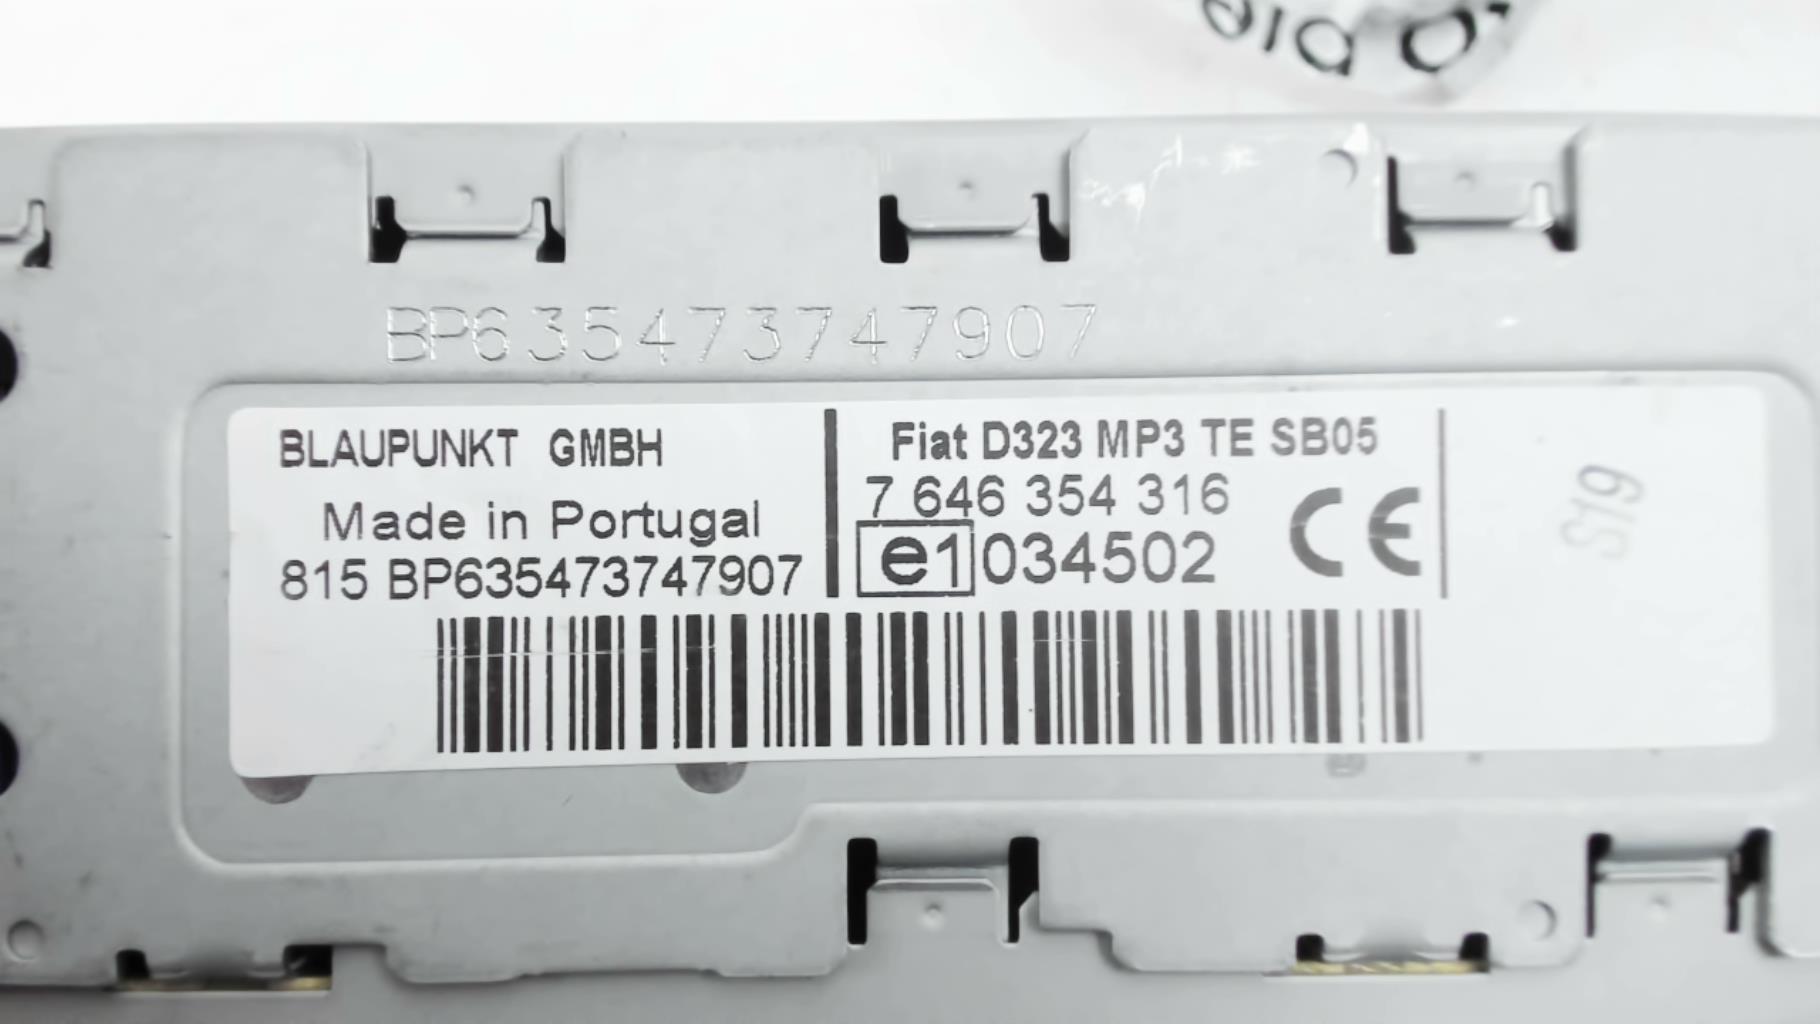 BP635473747907
BLAUPUNKT GMBH
Made in Portugal
815 BP635473747907
Fiat D323 MP3 TE SB05
7 646 354 316
e1 034502
CE
S19